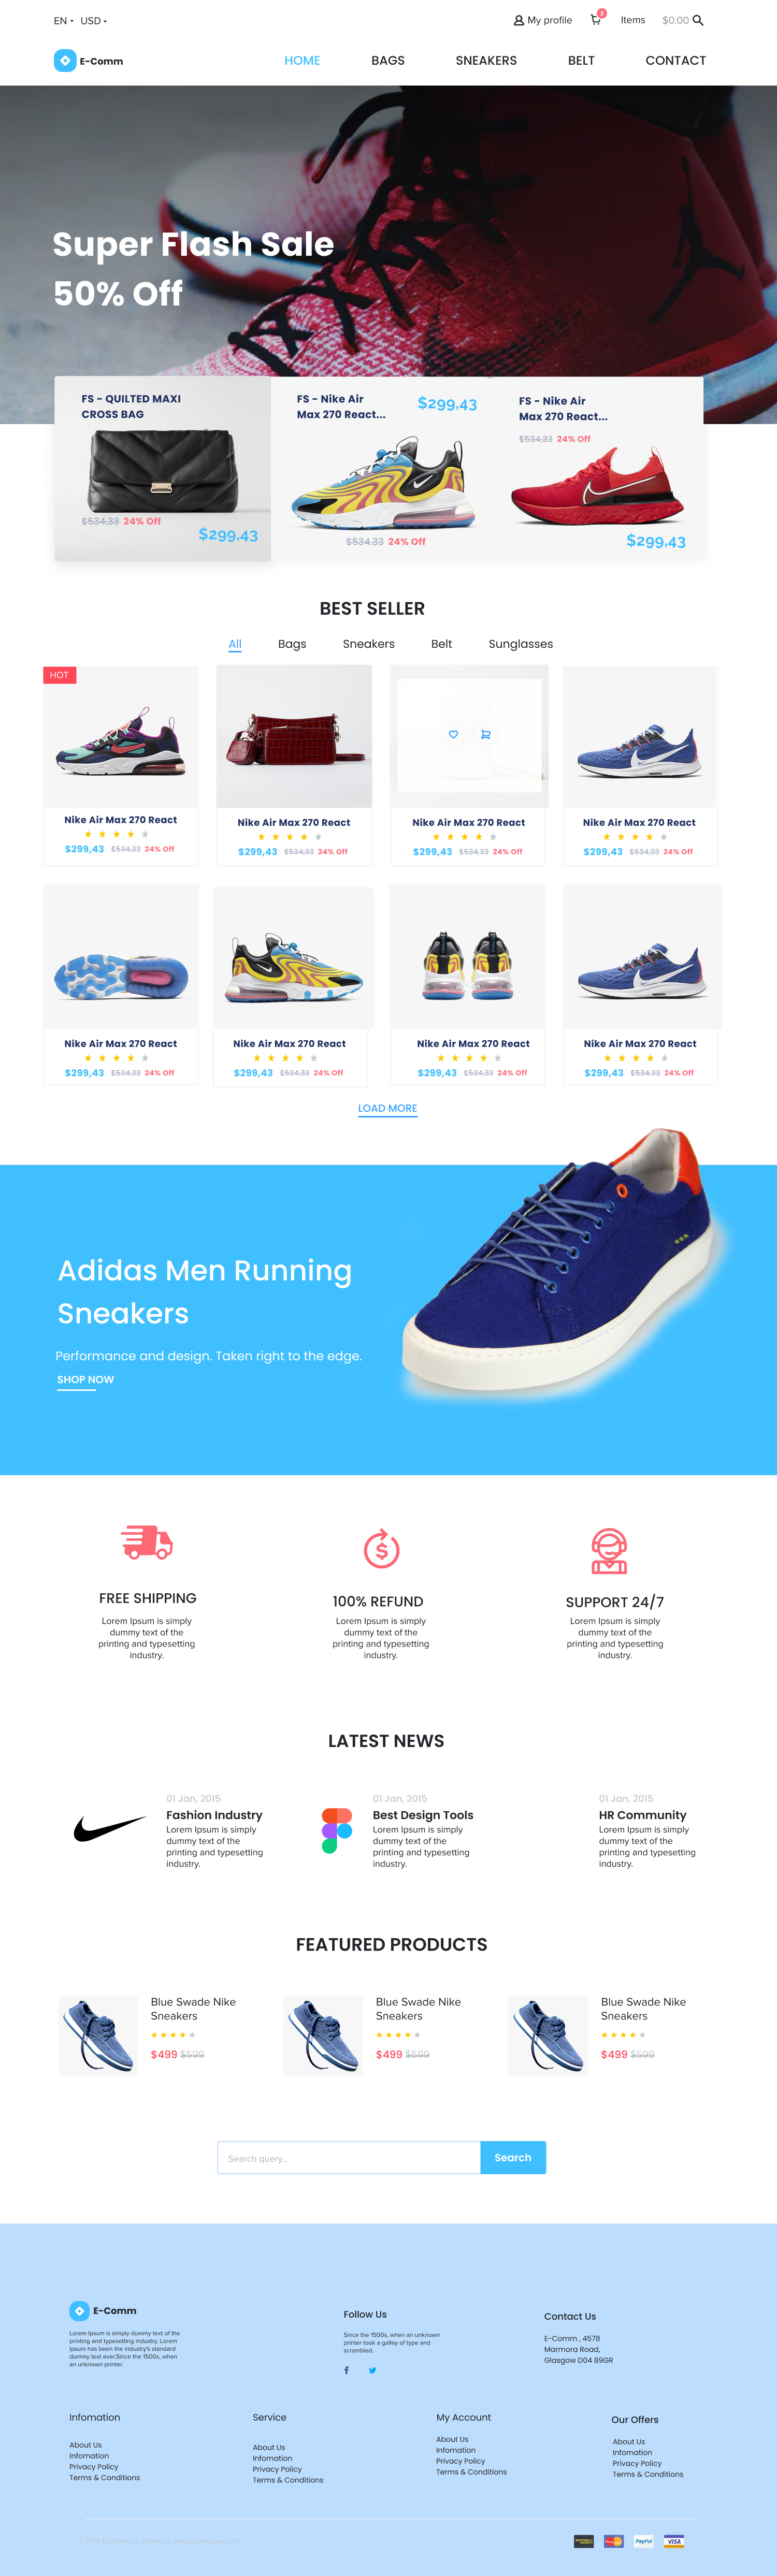 EN USD My profile 2 Items $0.00
E-Comm HOME BAGS SNEAKERS BELT CONTACT
Super Flash Sale
50% Off
FS - QUILTED MAXI
CROSS BAG
$534,33 24% Off
$299,43
FS - Nike Air
Max 270 React...
$299,43
$534,33 24% Off
FS - Nike Air
Max 270 React...
$534,33 24% Off
$299,43
BEST SELLER
All Bags Sneakers Belt Sunglasses
HOT
Nike Air Max 270 React
$299,43 $534,33 24% Off
Nike Air Max 270 React
$299,43 $534,33 24% Off
Nike Air Max 270 React
$299,43 $534,33 24% Off
Nike Air Max 270 React
$299,43 $534,33 24% Off
Nike Air Max 270 React
$299,43 $534,33 24% Off
Nike Air Max 270 React
$299,43 $534,33 24% Off
Nike Air Max 270 React
$299,43 $534,33 24% Off
Nike Air Max 270 React
$299,43 $534,33 24% Off
LOAD MORE
Adidas Men Running
Sneakers
Performance and design. Taken right to the edge.
SHOP NOW
FREE SHIPPING
Lorem Ipsum is simply
dummy text of the
printing and typesetting
industry.
100% REFUND
Lorem Ipsum is simply
dummy text of the
printing and typesetting
industry.
SUPPORT 24/7
Lorem Ipsum is simply
dummy text of the
printing and typesetting
industry.
LATEST NEWS
01 Jan, 2015
Fashion Industry
Lorem Ipsum is simply
dummy text of the
printing and typesetting
industry.
01 Jan, 2015
Best Design Tools
Lorem Ipsum is simply
dummy text of the
printing and typesetting
industry.
01 Jan, 2015
HR Community
Lorem Ipsum is simply
dummy text of the
printing and typesetting
industry.
FEATURED PRODUCTS
Blue Swade Nike
Sneakers
$499 $599
Blue Swade Nike
Sneakers
$499 $599
Blue Swade Nike
Sneakers
$499 $599
Search query... Search
E-Comm
Lorem Ipsum is simply dummy text of the
printing and typesetting industry. Lorem
Ipsum has been the industry's standard
dummy text ever.Since the 1500s, when
an unknown printer.
Follow Us
Since the 1500s, when an unknown
printer took a galley of type and
scrambled.
Contact Us
E-Comm , 4578
Marmora Road,
Glasgow D04 89GR
Infomation
About Us
Infomation
Privacy Policy
Terms & Conditions
Service
About Us
Infomation
Privacy Policy
Terms & Conditions
My Account
About Us
Infomation
Privacy Policy
Terms & Conditions
Our Offers
About Us
Infomation
Privacy Policy
Terms & Conditions
PayPal VISA